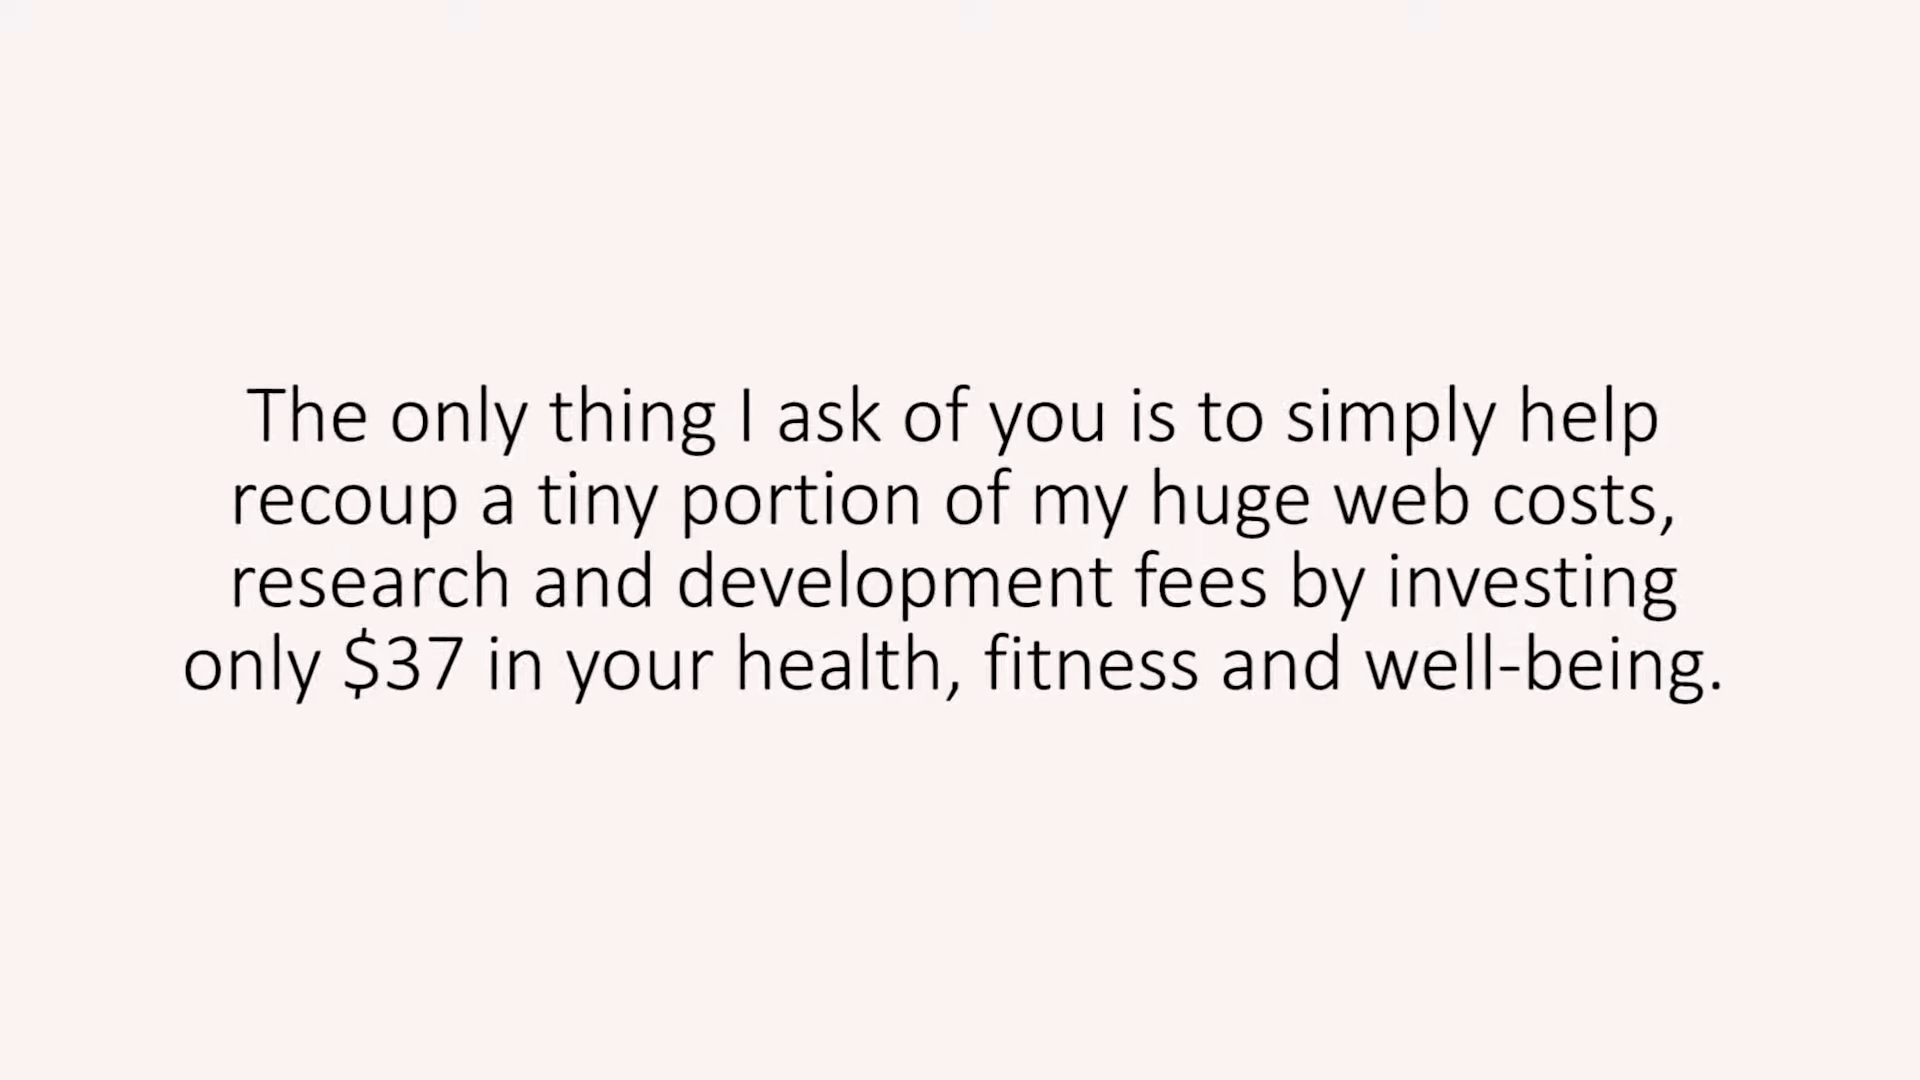 The only thing I ask of you is to simply help
recoup a tiny portion of my huge web costs,
research and development fees by investing
only $37 in your health, fitness and well-being.